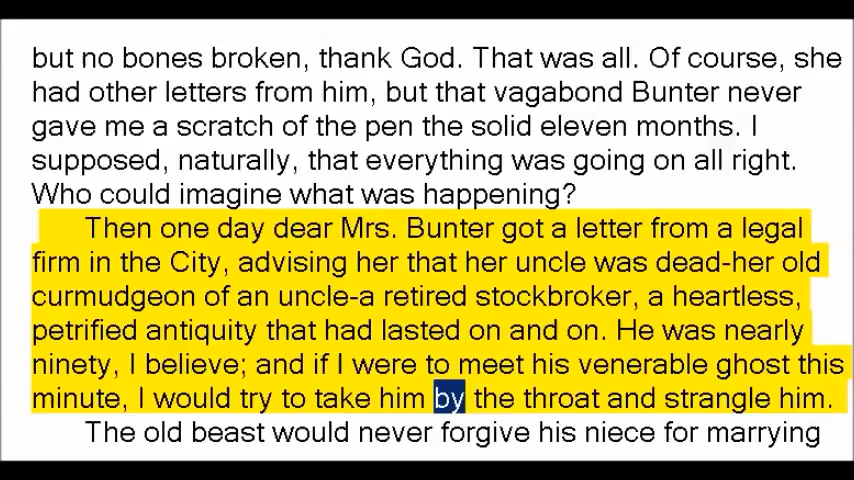 but no bones broken, thank God. That was all. Of course, she
had other letters from him, but that vagabond Bunter never
gave me a scratch of the pen the solid eleven months. I
supposed, naturally, that everything was going on all right.
Who could imagine what was happening?
Then one day dear Mrs. Bunter got a letter from a legal
firm in the City, advising her that her uncle was dead-her old
curmudgeon of an uncle-a retired stockbroker, a heartless,
petrified antiquity that had lasted on and on. He was nearly
ninety, I believe; and if I were to meet his venerable ghost this
minute, I would try to take him by the throat and strangle him.
The old beast would never forgive his niece for marrying